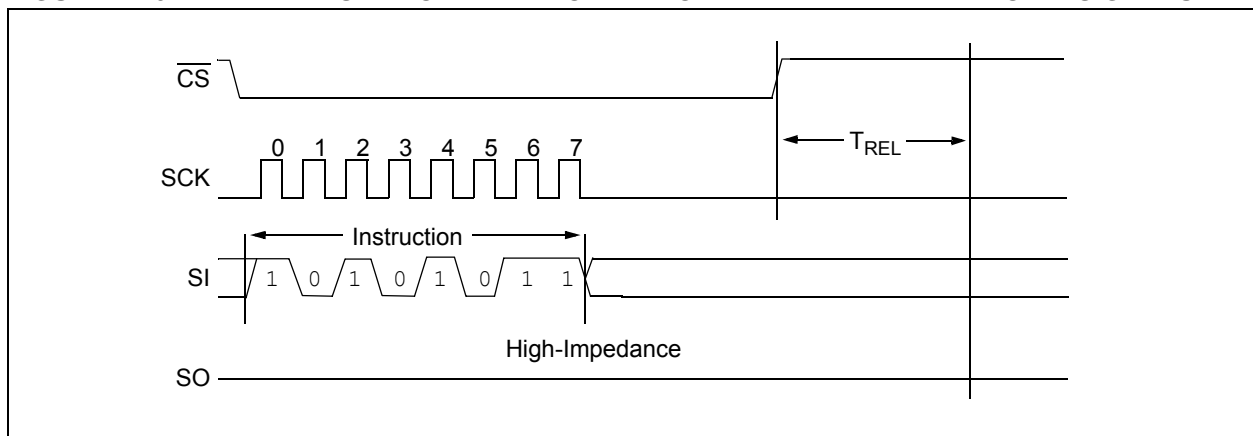 CS
0 1 2 3 4 5 6 7
TREL
SCK
Instruction
SI 1 0 1 0 1 0 1 1
High-Impedance
SO